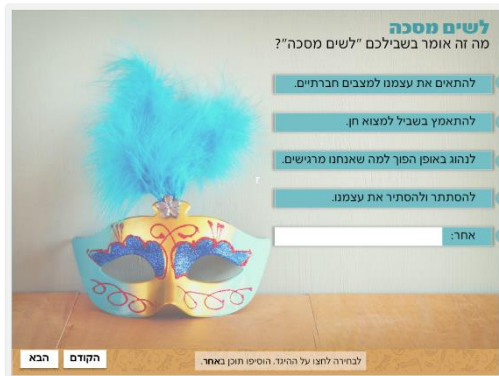 לשים מסכה
מה זה אומר בשבילכם "לשים מסכה"?
להתאים את עצמנו למצבים חברתיים.
להתאמץ בשביל למצוא חן.
לנהוג באופן הפוך למה שאנחנו מרגישים.
להסתתר ולהסתיר את עצמנו.
אחר:
לבחירה לחצו על ההיגד. הוסיפו תוכן באחר.
הקודם
הבא